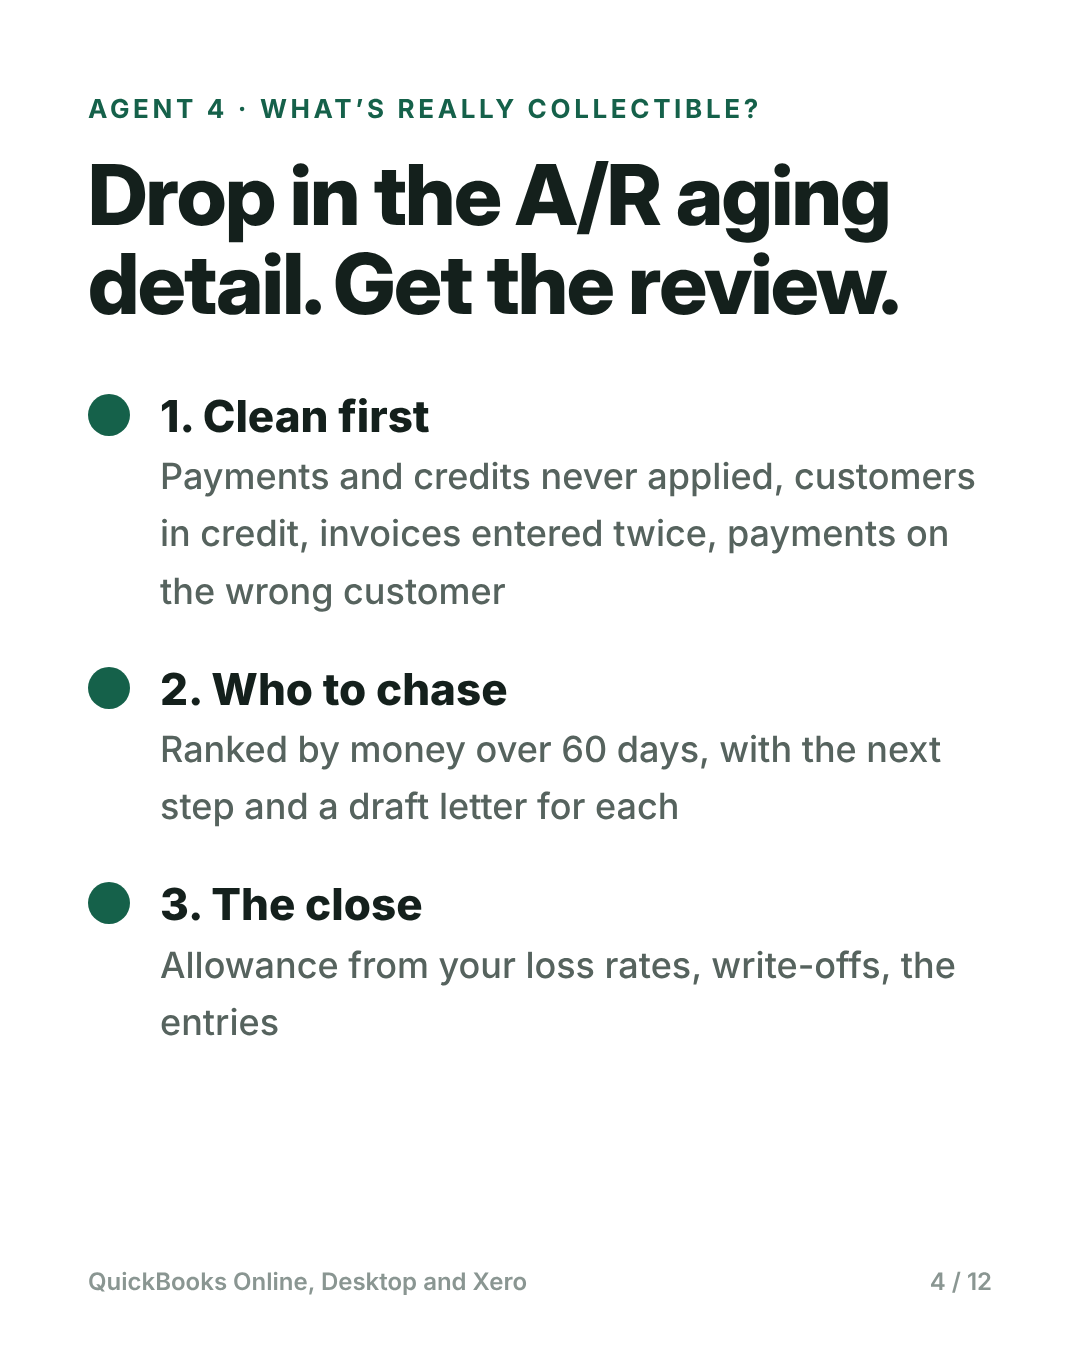 AGENT 4 · WHAT’S REALLY COLLECTIBLE?
Drop in the A/R aging
detail. Get the review.
1. Clean first
Payments and credits never applied, customers
in credit, invoices entered twice, payments on
the wrong customer
2. Who to chase
Ranked by money over 60 days, with the next
step and a draft letter for each
3. The close
Allowance from your loss rates, write-offs, the
entries
QuickBooks Online, Desktop and Xero
4 / 12